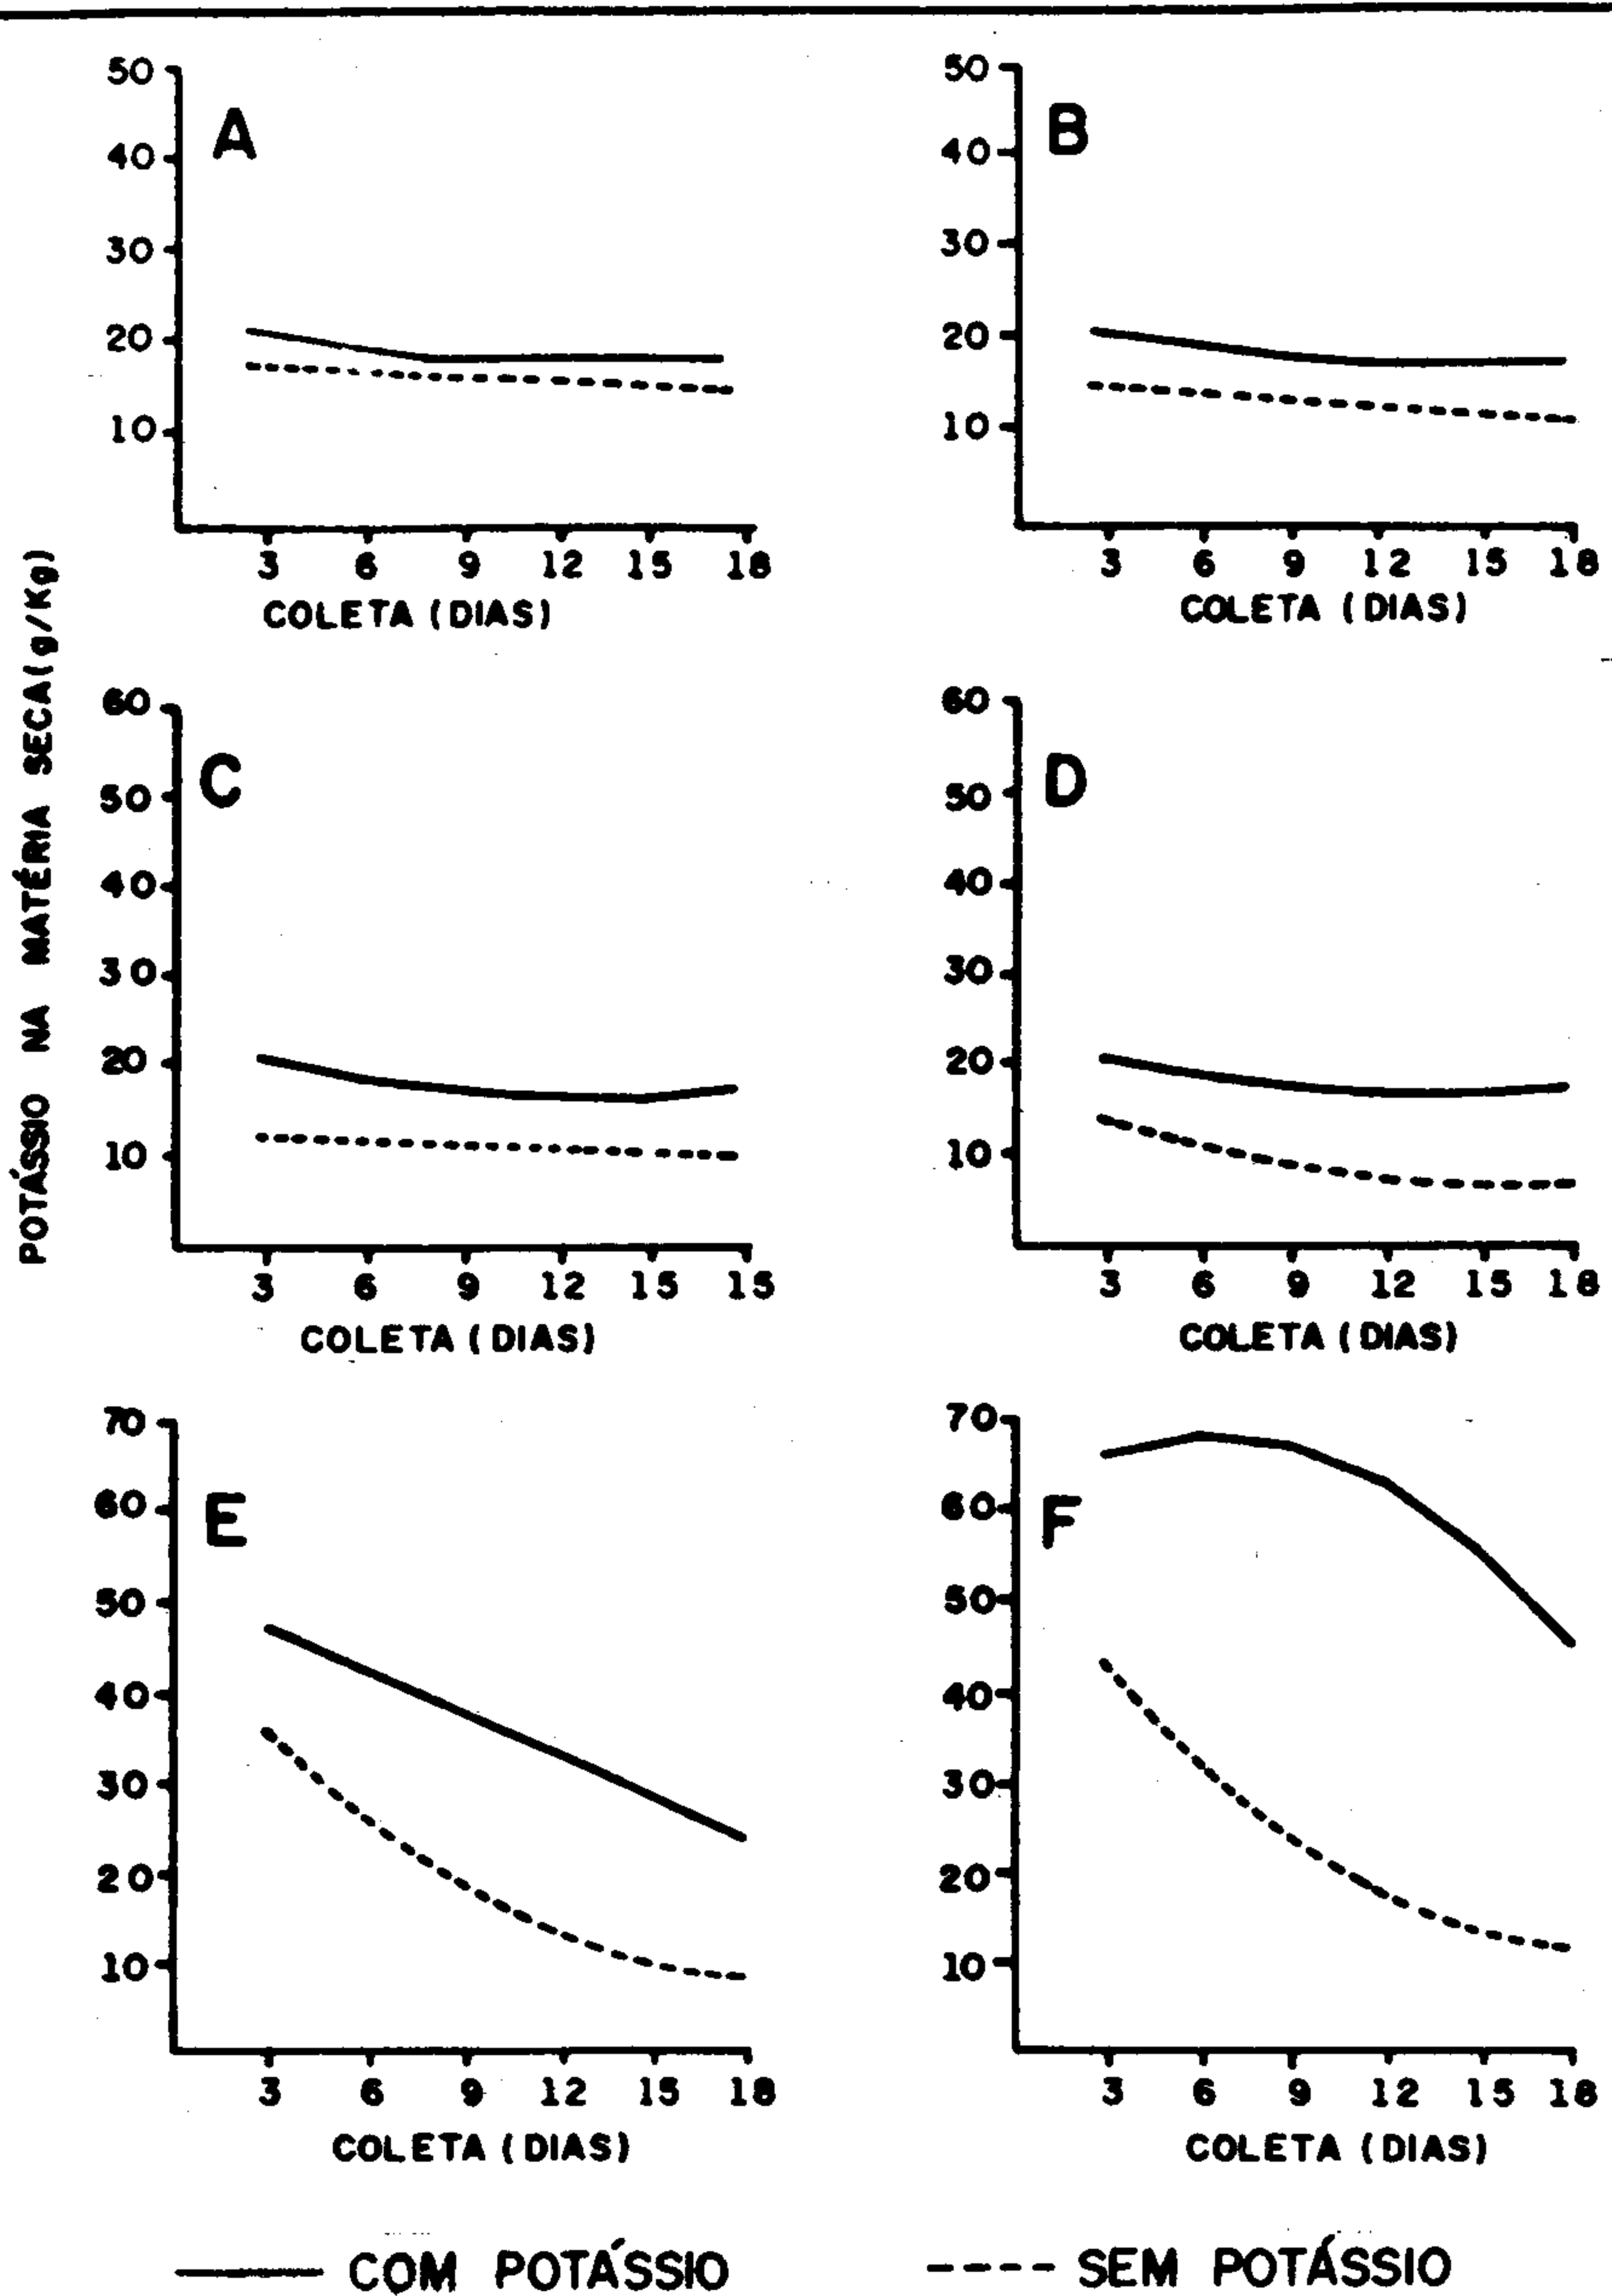 POTÁSSIO NA MATÉRIA SECA(g/Kg)
A
50
40
30
20
10
3 6 9 12 15 18
COLETA (DIAS)
B
50
40
30
20
10
3 6 9 12 15 18
COLETA (DIAS)
C
60
50
40
30
20
10
3 6 9 12 15 15
COLETA (DIAS)
D
60
50
40
30
20
10
3 6 9 12 15 18
COLETA (DIAS)
E
70
60
50
40
30
20
10
3 6 9 12 15 18
COLETA (DIAS)
F
70
60
50
40
30
20
10
3 6 9 12 15 18
COLETA (DIAS)
COM POTÁSSIO
SEM POTÁSSIO